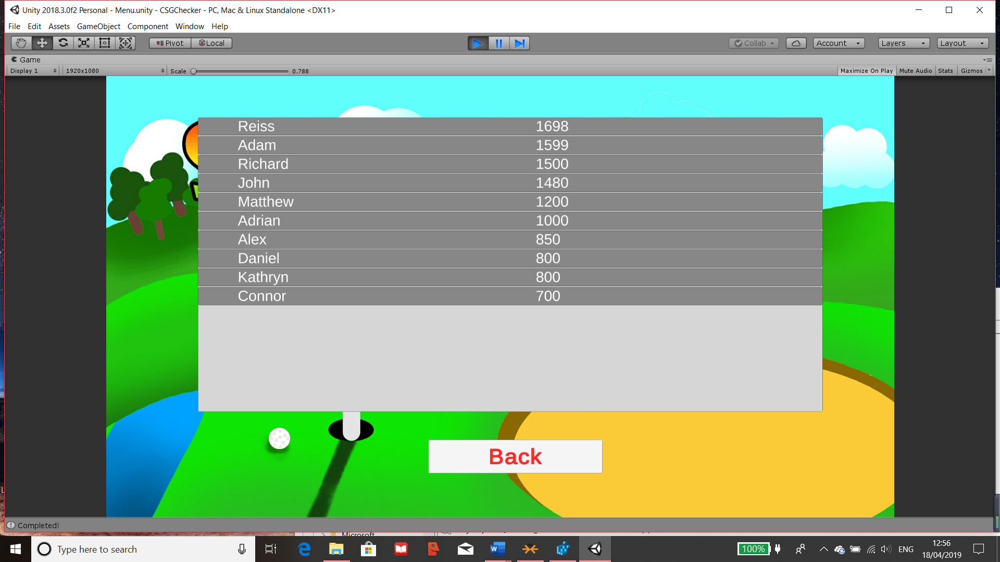 Unity 2018.3.0f2 Personal - Menu.unity - CSGChecker - PC, Mac & Linux Standalone <DX11>
File Edit Assets GameObject Component Window Help
Pivot Local Collab Account Layers Layout
Game
Display 1 1920x1080 Scale 0.788 Maximize On Play Mute Audio Stats Gizmos
Reiss 1698
Adam 1599
Richard 1500
John 1480
Matthew 1200
Adrian 1000
Alex 850
Daniel 800
Kathryn 800
Connor 700
Back
Completed!
Microsoft
Type here to search
100% ENG 12:56
18/04/2019